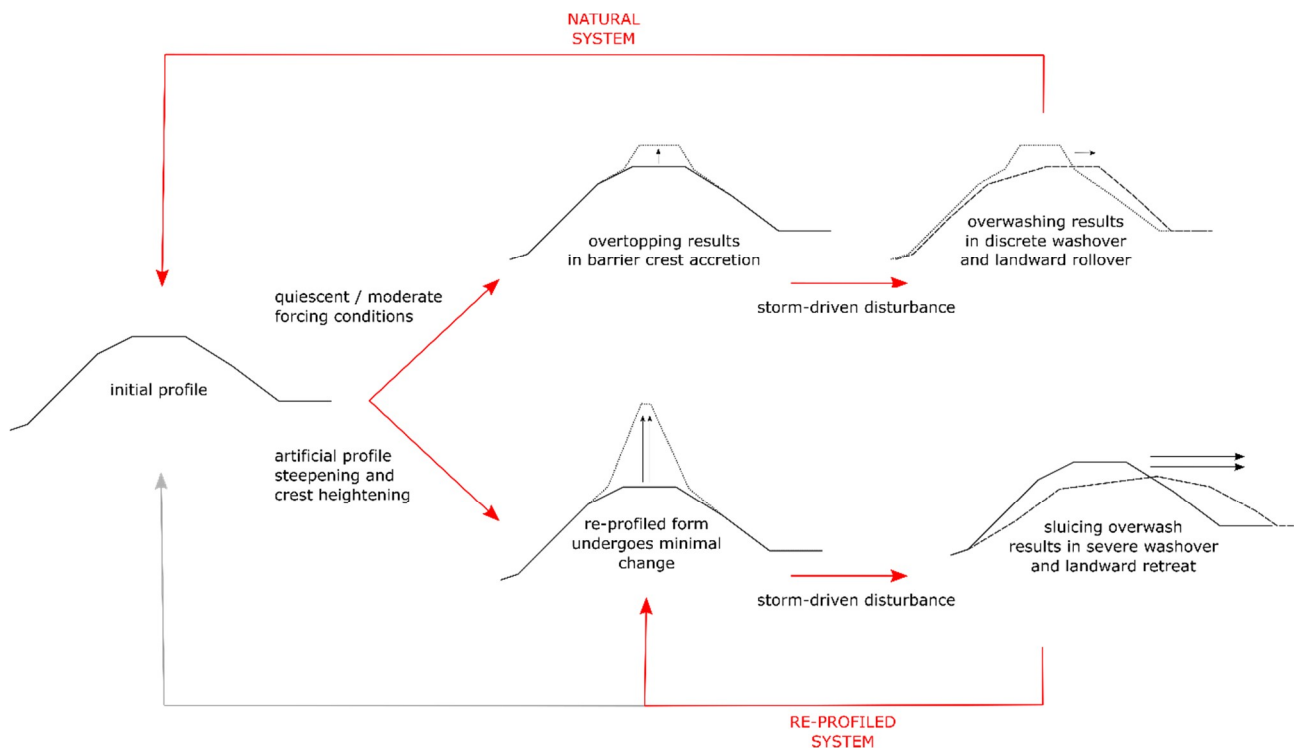 NATURAL
SYSTEM
overtopping results
in barrier crest accretion
overwashing results
in discrete washover
and landward rollover
quiescent / moderate
forcing conditions
storm-driven disturbance
initial profile
artificial profile
steepening and
crest heightening
re-profiled form
undergoes minimal
change
sluicing overwash
results in severe washover
and landward retreat
storm-driven disturbance
RE-PROFILED
SYSTEM